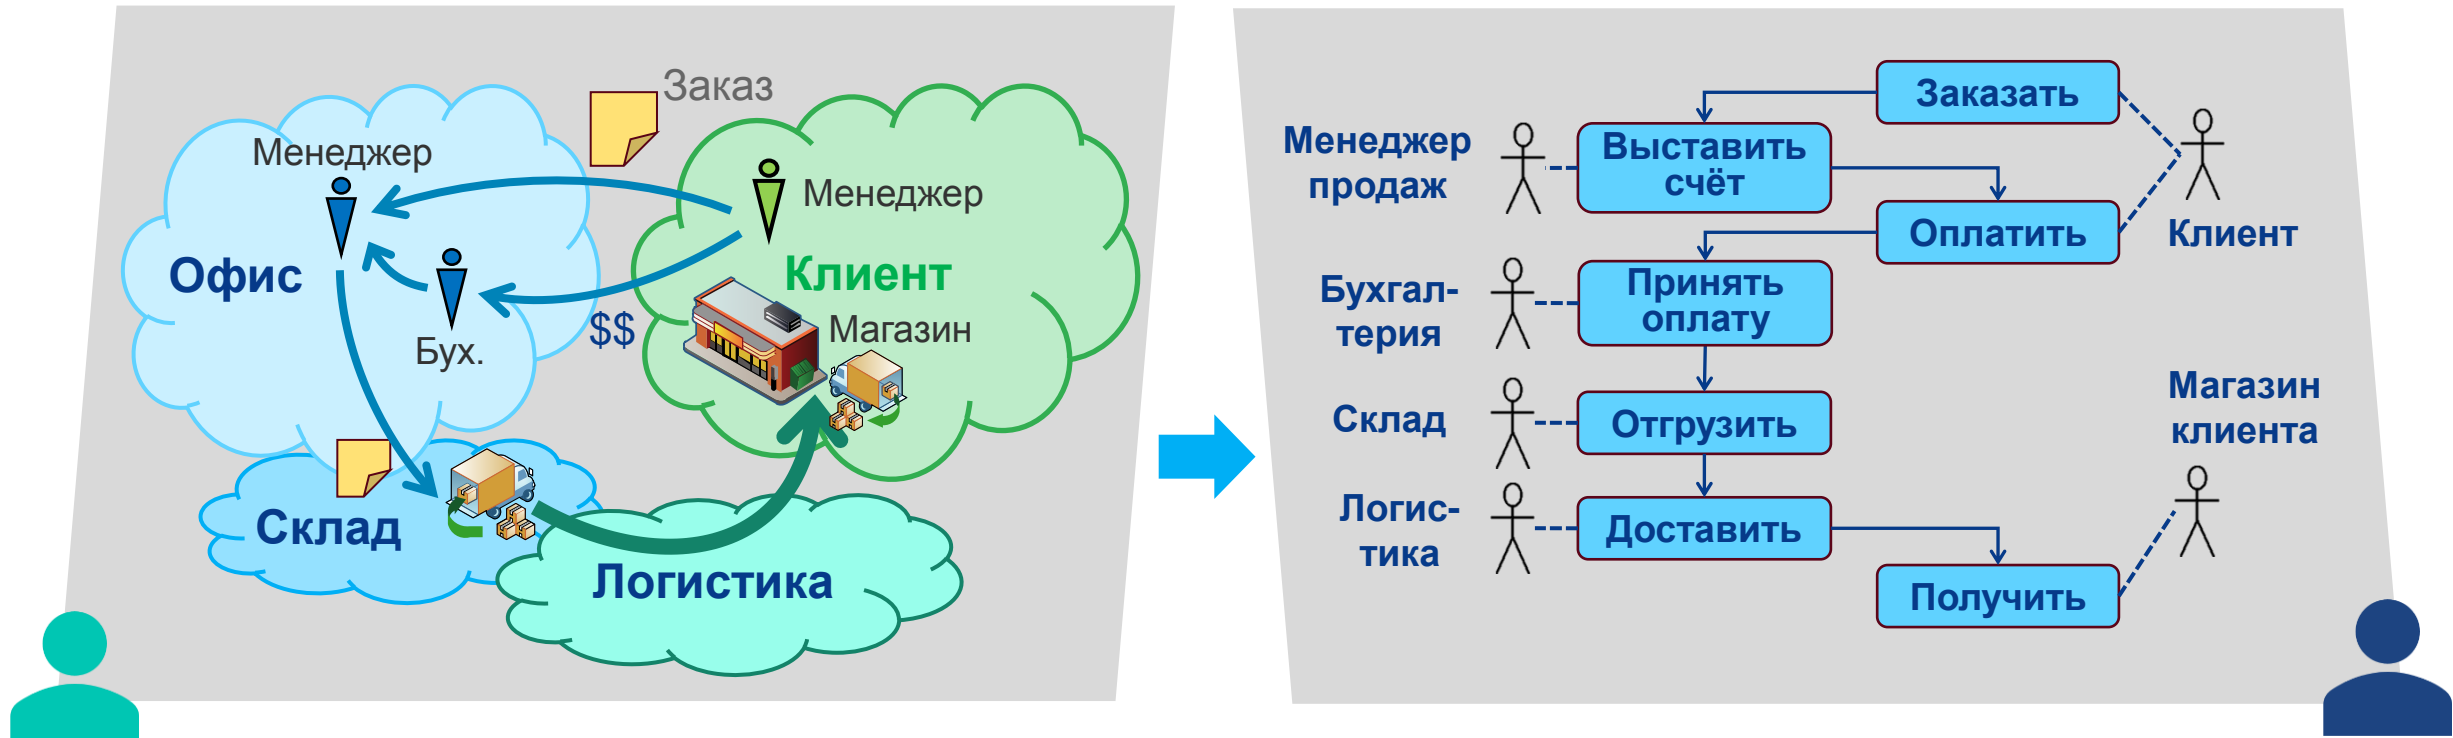 Заказ
Менеджер
Менеджер
Офис
Клиент
$$
Магазин
Бух.
Склад
Логистика
Заказать
Менеджер
продаж
Выставить
счёт
Оплатить
Клиент
Бухгал-
терия
Принять
оплату
Магазин
клиента
Склад
Отгрузить
Логис-
тика
Доставить
Получить